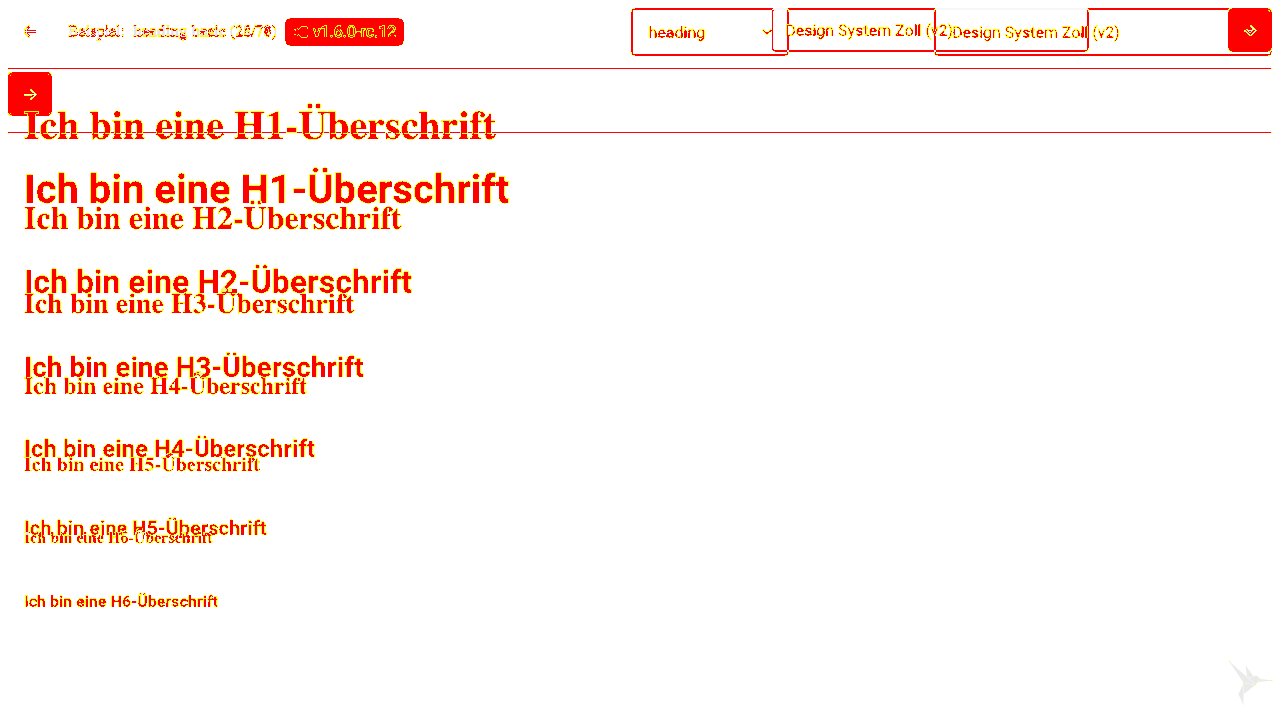 Beispiel: heading basic (26/78) v1.6.0-rc.12 heading Design System Zoll (v2) Design System Zoll (v2)
Ich bin eine H1-Überschrift
Ich bin eine H1-Überschrift
Ich bin eine H2-Überschrift
Ich bin eine H2-Überschrift
Ich bin eine H3-Überschrift
Ich bin eine H3-Überschrift
Ich bin eine H4-Überschrift
Ich bin eine H4-Überschrift
Ich bin eine H5-Überschrift
Ich bin eine H5-Überschrift
Ich bin eine H6-Überschrift
Ich bin eine H6-Überschrift